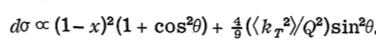 dσ ∝ (1−x)²(1 + cos²θ) + 4/9(⟨k_T²⟩/Q²)sin²θ.